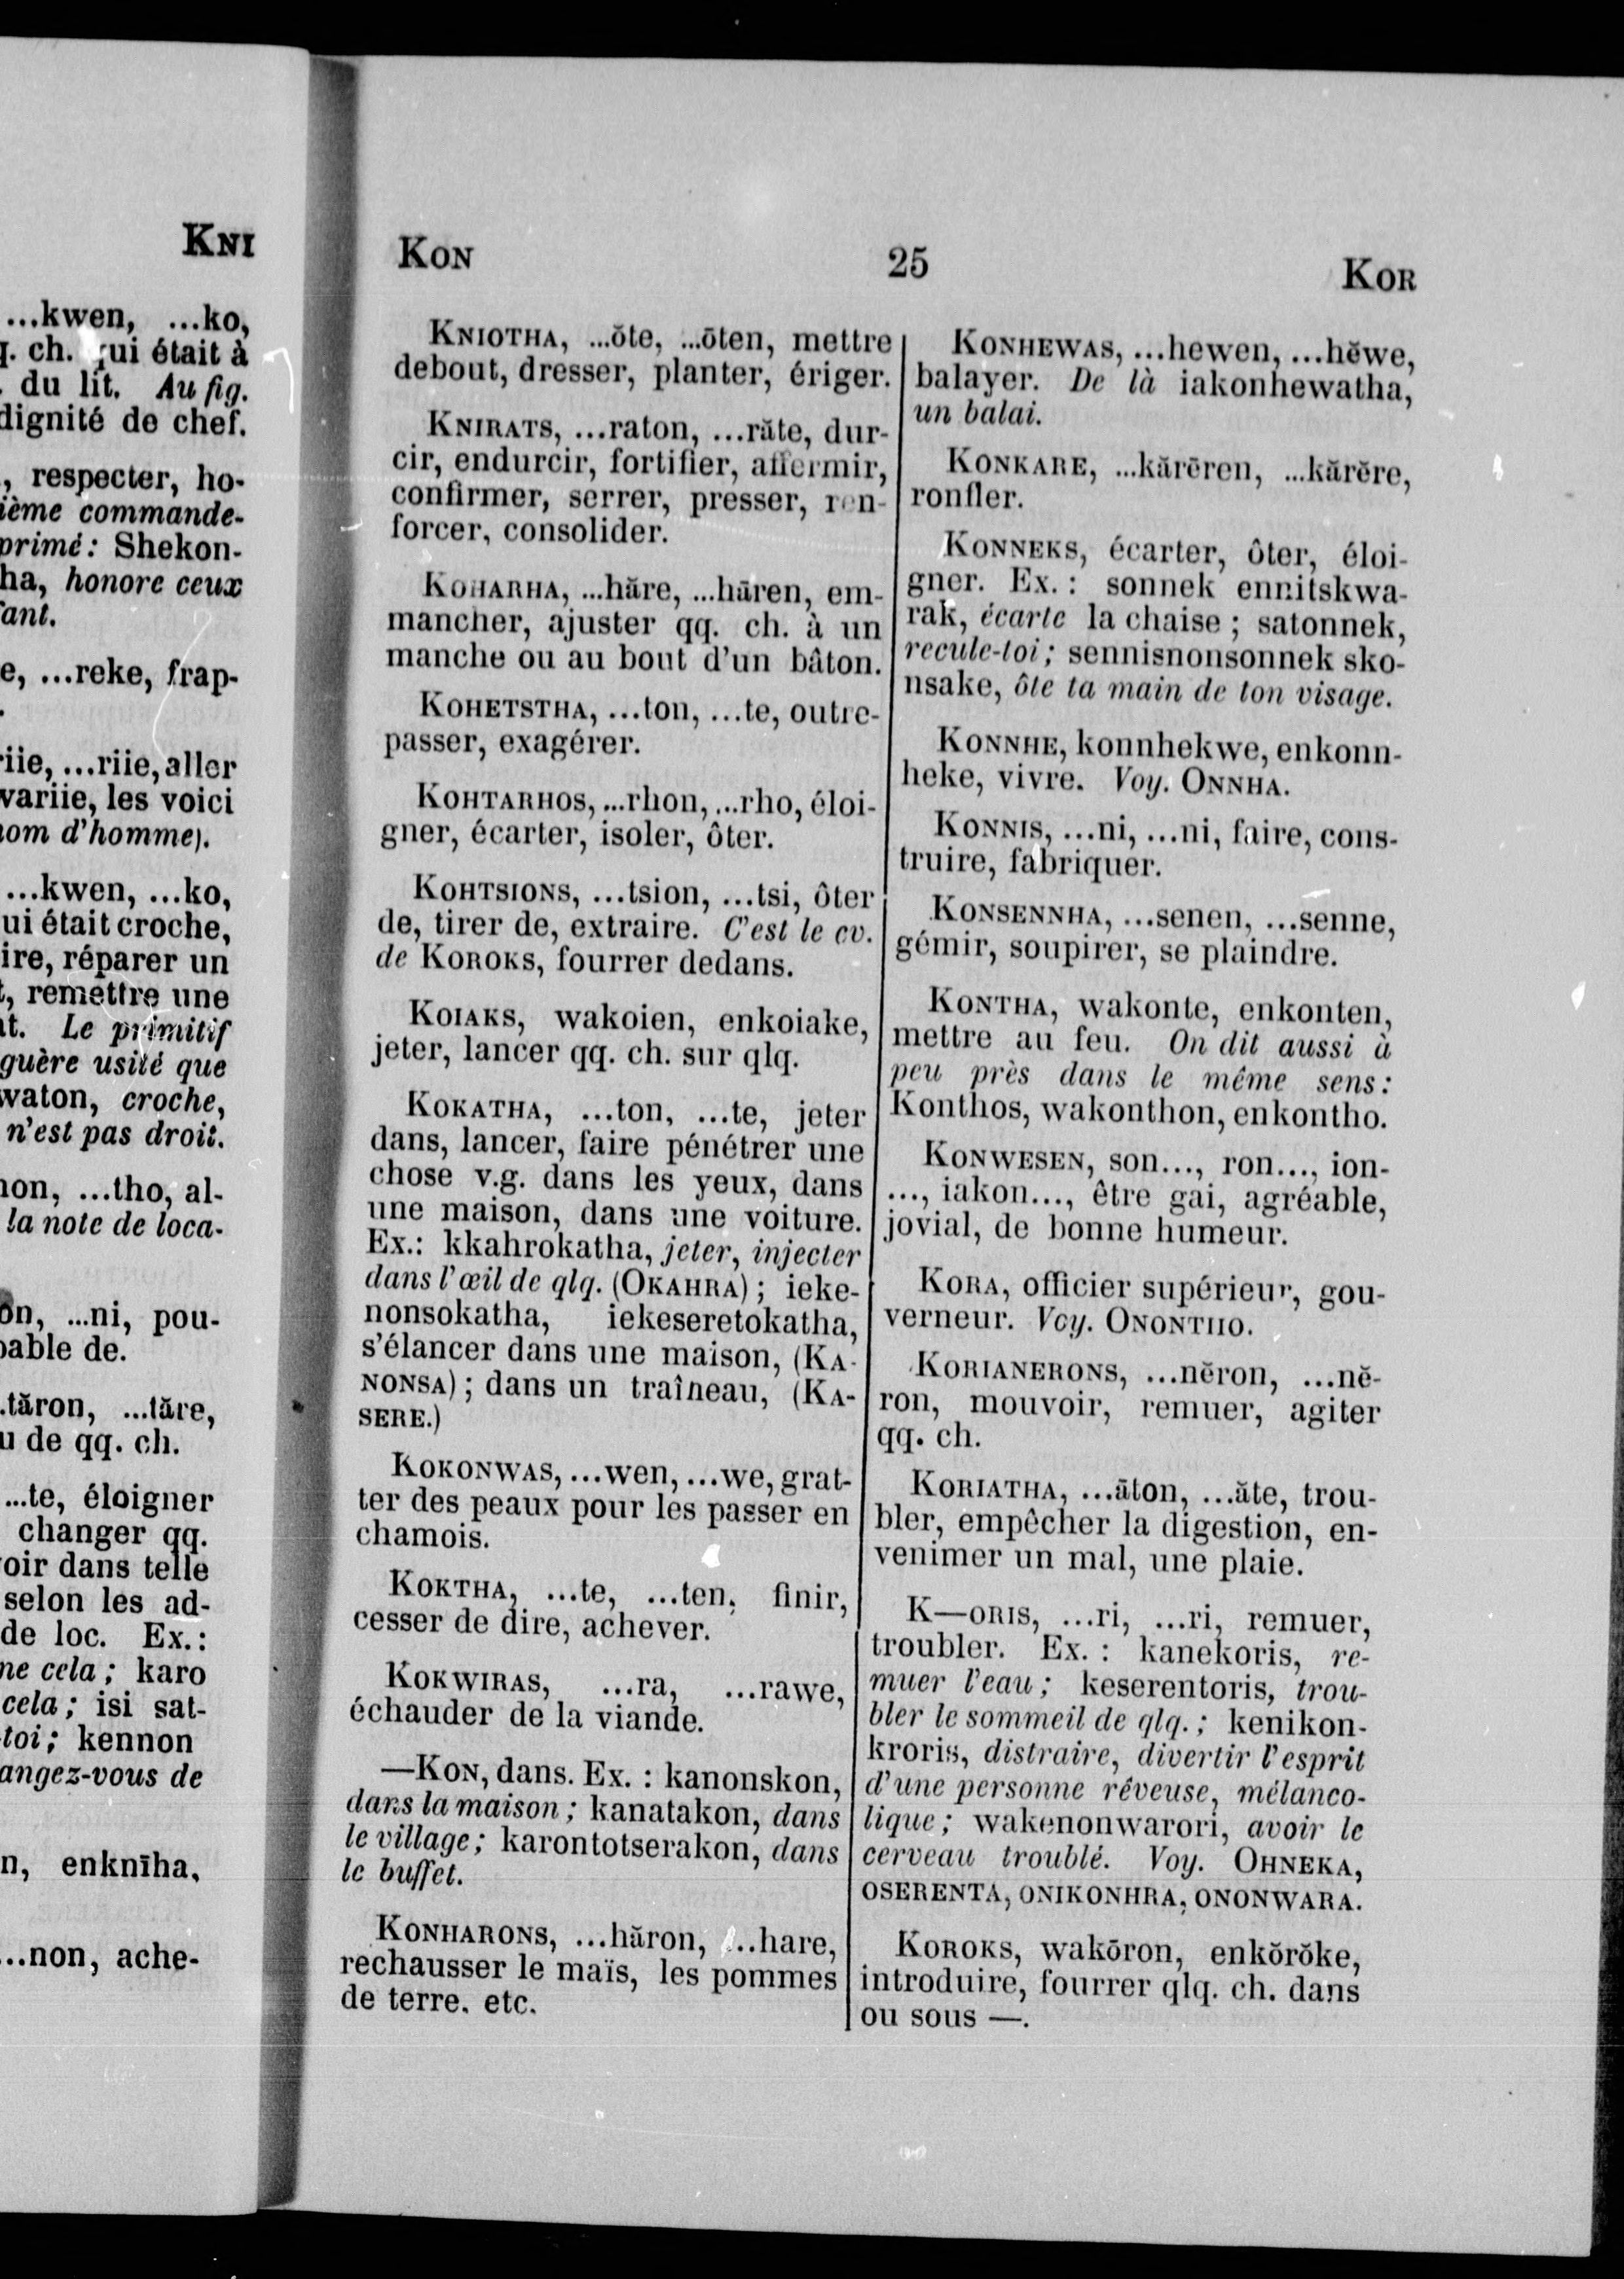 KNI
...kwen, ...ko,
q. ch. qui était à
du lit. Au fig.
dignité de chef.
, respecter, ho-
ième commande-
primé: Shekon-
ha, honore ceux
ant.
e, ...reke, frap-
riie, ...riie, aller
variie, les voici
nom d'homme).
...kwen, ...ko,
ui était croche,
ire, réparer un
t, remettre une
t. Le primitif
guère usité que
waton, croche,
n'est pas droit.
non, ...tho, al-
la note de loca-
on, ...ni, pou-
pable de.
.tăron, ...tăre,
u de qq. ch.
...te, éloigner
changer qq.
oir dans telle
selon les ad-
de loc. Ex.:
ne cela; karo
cela; isi sat-
-toi; kennon
angez-vous de
n, enknīha,
...non, ache-
KON 25 KOR
KNIOTHA, ...ŏte, ...ōten, mettre
debout, dresser, planter, ériger.
KNIRATS, ...raton, ...răte, dur-
cir, endurcir, fortifier, affermir,
confirmer, serrer, presser, ren-
forcer, consolider.
KOHARHA, ...hăre, ...hāren, em-
mancher, ajuster qq. ch. à un
manche ou au bout d'un bâton.
KOHETSTHA, ...ton, ...te, outre-
passer, exagérer.
KOHTARHOS, ...rhon, ...rho, éloi-
gner, écarter, isoler, ôter.
KOHTSIONS, ...tsion, ...tsi, ôter
de, tirer de, extraire. C'est le cv.
de KOROKS, fourrer dedans.
KOIAKS, wakoien, enkoiake,
jeter, lancer qq. ch. sur qlq.
KOKATHA, ...ton, ...te, jeter
dans, lancer, faire pénétrer une
chose v.g. dans les yeux, dans
une maison, dans une voiture.
Ex.: kkahrokatha, jeter, injecter
dans l'œil de qlq. (OKAHRA); ieke-
nonsokatha, iekeseretokatha,
s'élancer dans une maison, (KA-
NONSA); dans un traîneau, (KA-
SERE.)
KOKONWAS, ...wen, ...we, grat-
ter des peaux pour les passer en
chamois.
KOKTHA, ...te, ...ten, finir,
cesser de dire, achever.
KOKWIRAS, ...ra, ...rawe,
échauder de la viande.
—KON, dans. Ex.: kanonskon,
dans la maison; kanatakon, dans
le village; karontotserakon, dans
le buffet.
KONHARONS, ...hăron, ...hare,
rechausser le maïs, les pommes
de terre, etc.
KONHEWAS, ...hewen, ...hĕwe,
balayer. De là iakonhewatha,
un balai.
KONKARE, ...kărēren, ...kărĕre,
ronfler.
KONNEKS, écarter, ôter, éloi-
gner. Ex.: sonnek ennitskwa-
rak, écarte la chaise; satonnek,
recule-toi; sennisnonsonnek sko-
nsake, ôte ta main de ton visage.
KONNHE, konnhekwe, enkonn-
heke, vivre. Voy. ONNHA.
KONNIS, ...ni, ...ni, faire, cons-
truire, fabriquer.
KONSENNHA, ...senen, ...senne,
gémir, soupirer, se plaindre.
KONTHA, wakonte, enkonten,
mettre au feu. On dit aussi à
peu près dans le même sens:
Konthos, wakonthon, enkontho.
KONWESEN, son..., ron..., ion-
..., iakon..., être gai, agréable,
jovial, de bonne humeur.
KORA, officier supérieur, gou-
verneur. Voy. ONONTIIO.
KORIANERONS, ...nĕron, ...nĕ-
ron, mouvoir, remuer, agiter
qq. ch.
KORIATHA, ...āton, ...ăte, trou-
bler, empêcher la digestion, en-
venimer un mal, une plaie.
K—ORIS, ...ri, ...ri, remuer,
troubler. Ex.: kanekoris, re-
muer l'eau; keserentoris, trou-
bler le sommeil de qlq.; kenikon-
kroris, distraire, divertir l'esprit
d'une personne rêveuse, mélanco-
lique; wakenonwarori, avoir le
cerveau troublé. Voy. OHNEKA,
OSERENTA, ONIKONHRA, ONONWARA.
KOROKS, wakōron, enkŏrŏke,
introduire, fourrer qlq. ch. dans
ou sous —.